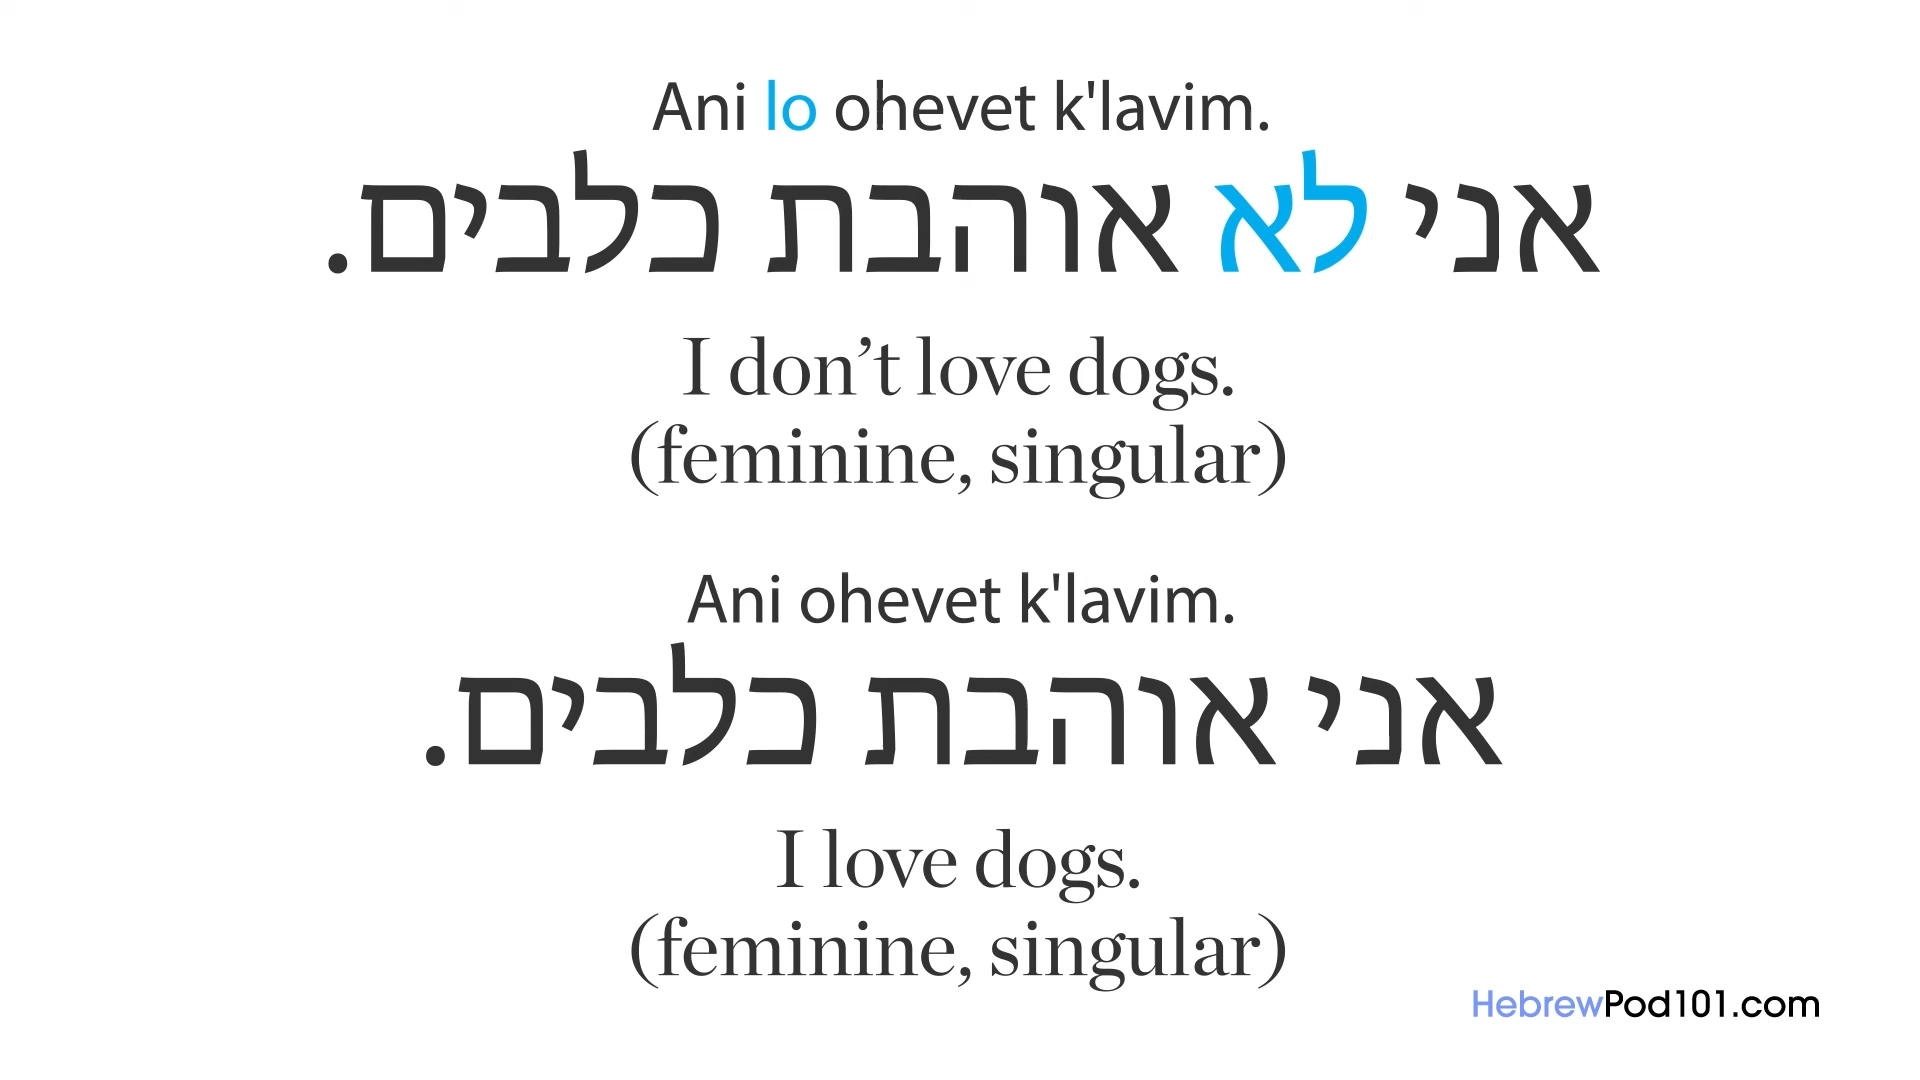 Ani lo ohevet k'lavim.
אני לא אוהבת כלבים.
I don’t love dogs.
(feminine, singular)
Ani ohevet k'lavim.
אני אוהבת כלבים.
I love dogs.
(feminine, singular)
HebrewPod101.com